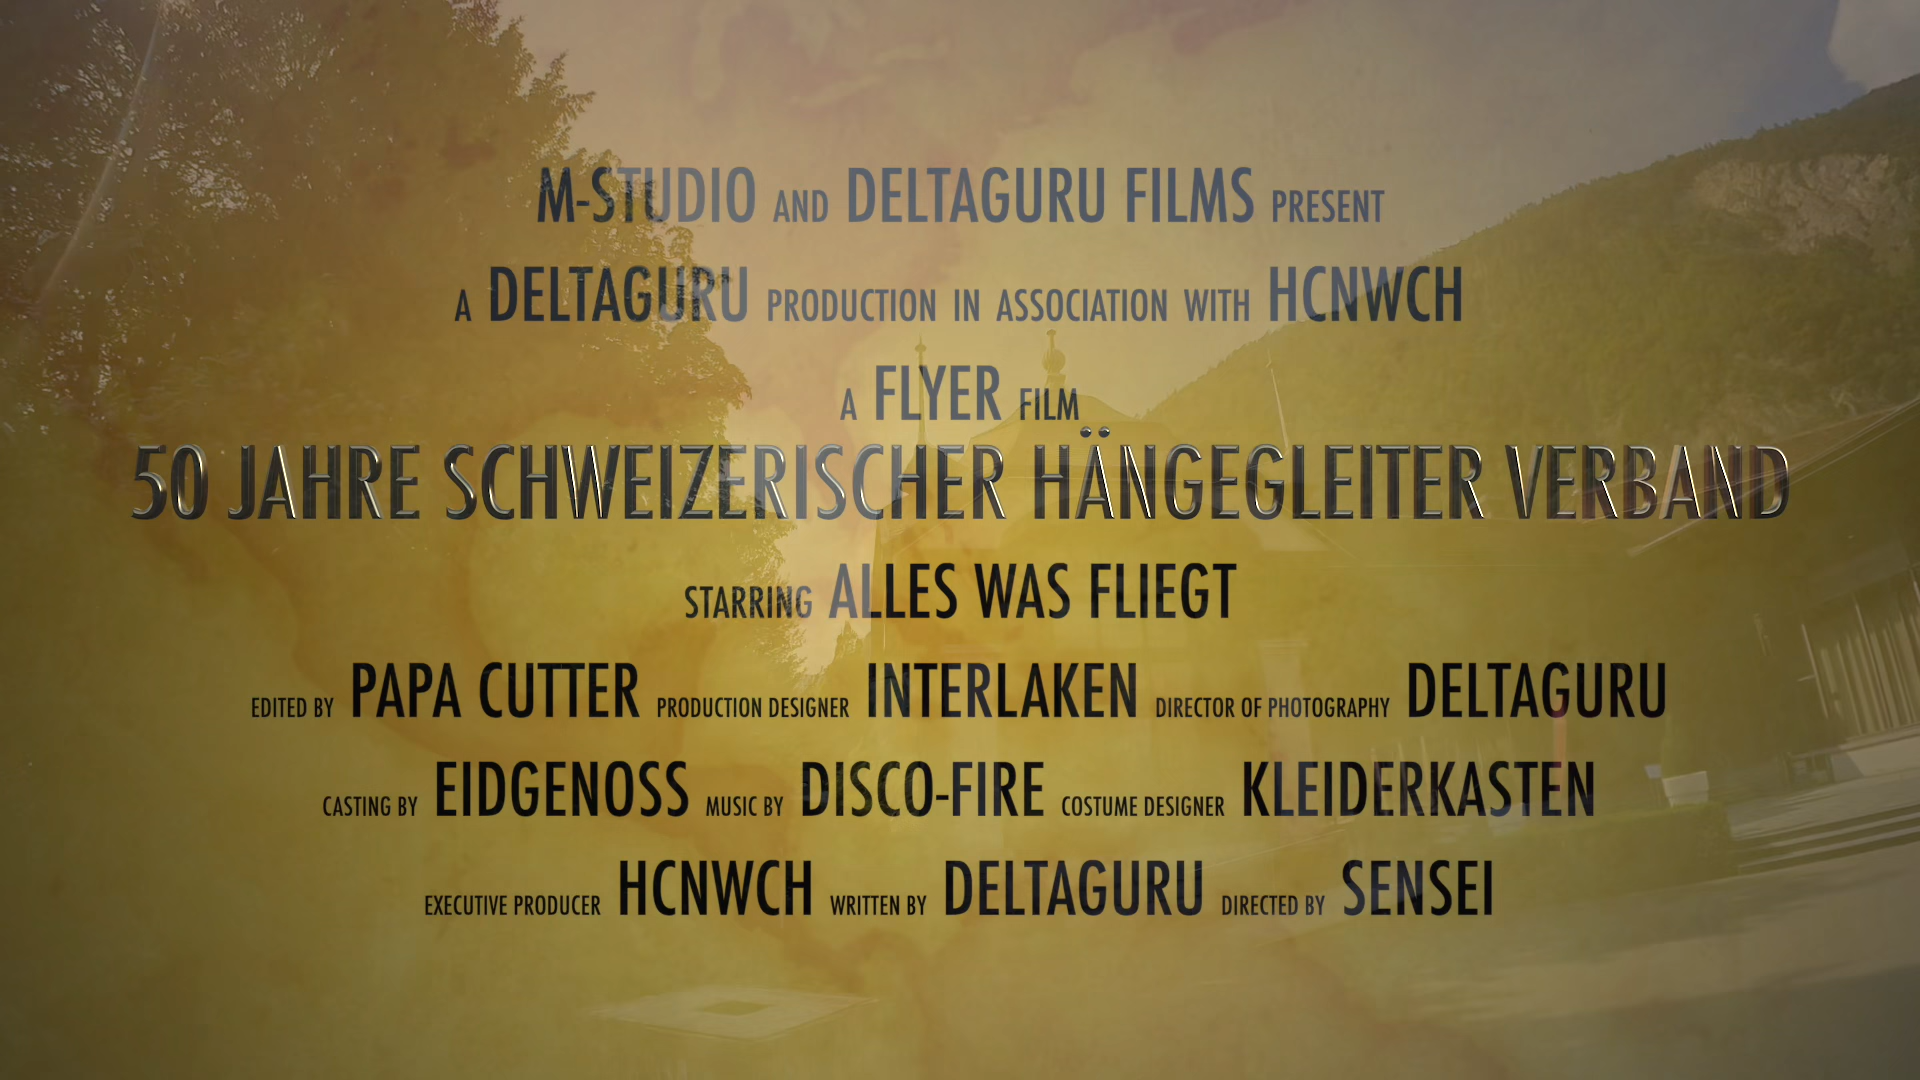 M-STUDIO AND DELTAGURU FILMS PRESENT
A DELTAGURU PRODUCTION IN ASSOCIATION WITH HCNWCH
A FLYER FILM
50 JAHRE SCHWEIZERISCHER HÄNGEGLEITER VERBAND
STARRING ALLES WAS FLIEGT
EDITED BY PAPA CUTTER PRODUCTION DESIGNER INTERLAKEN DIRECTOR OF PHOTOGRAPHY DELTAGURU
CASTING BY EIDGENOSS MUSIC BY DISCO-FIRE COSTUME DESIGNER KLEIDERKASTEN
EXECUTIVE PRODUCER HCNWCH WRITTEN BY DELTAGURU DIRECTED BY SENSEI